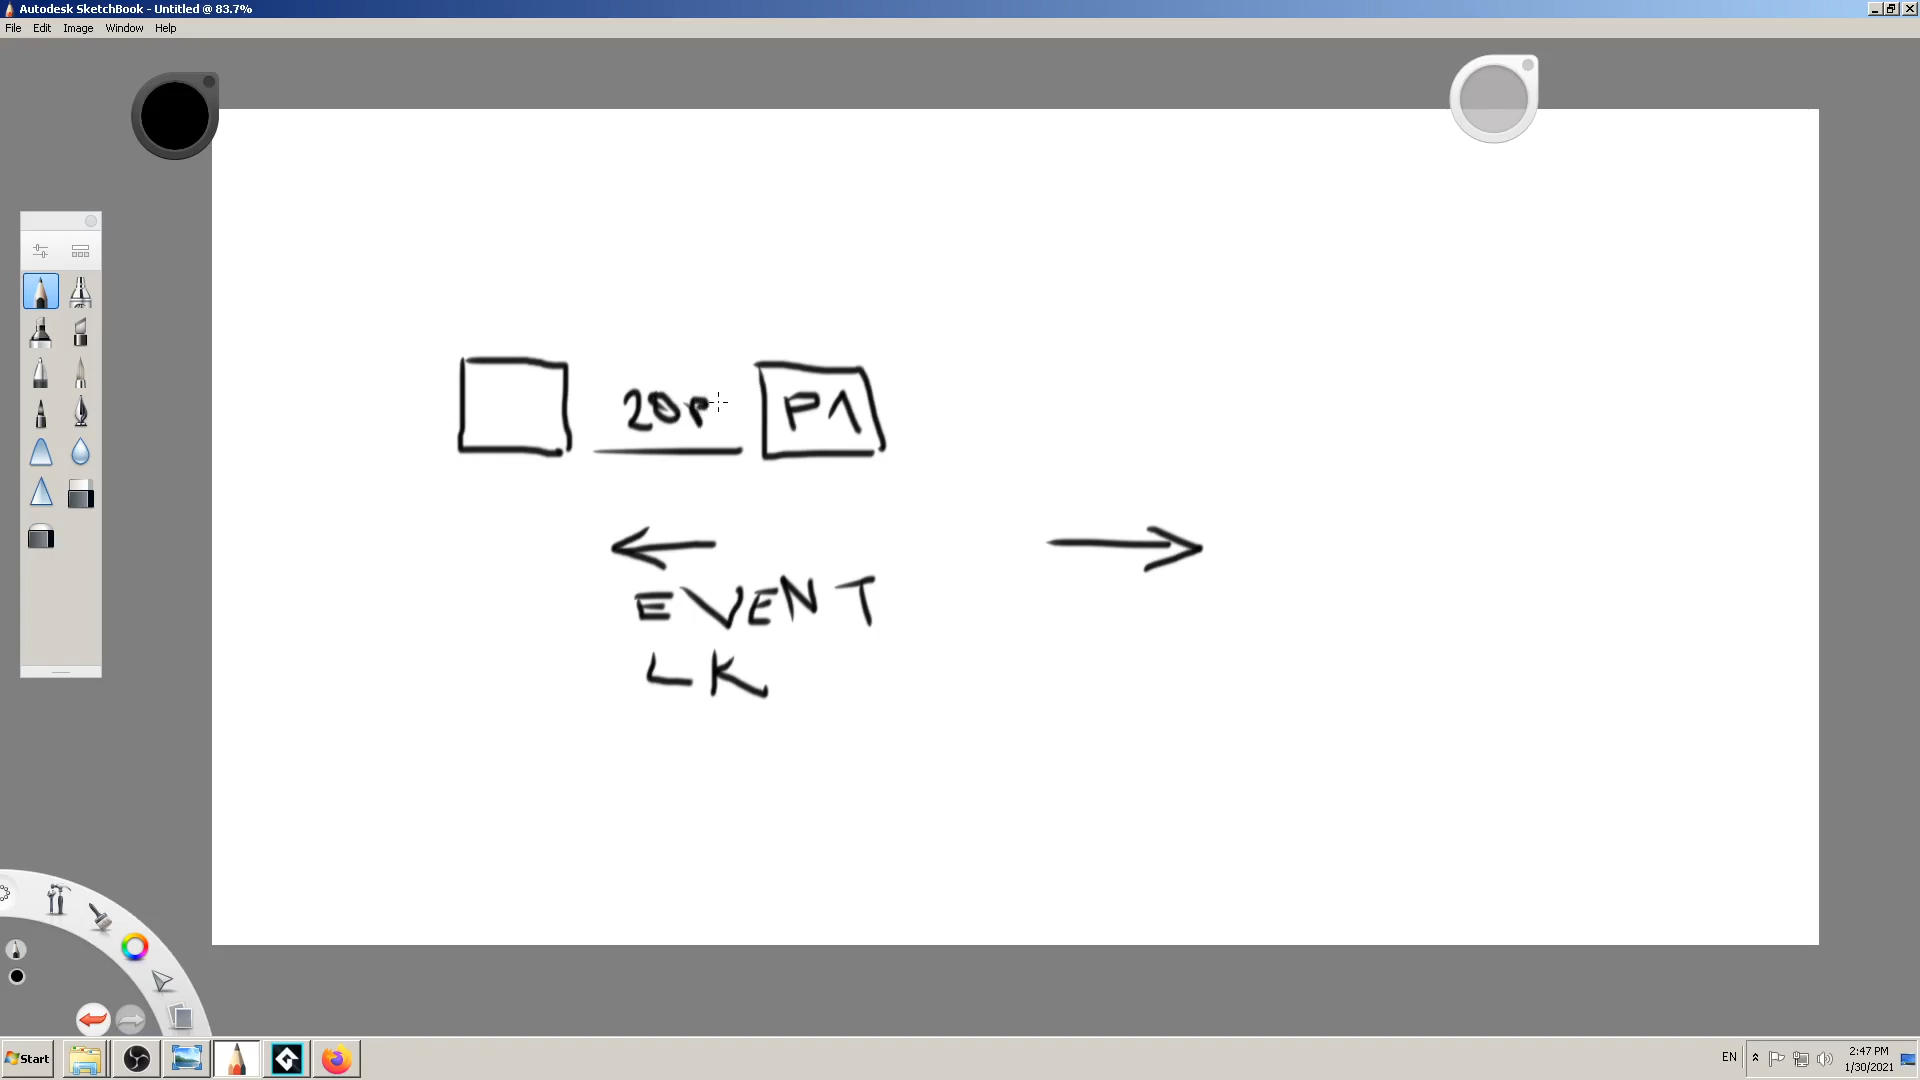 Autodesk SketchBook - Untitled @ 83.7%
File Edit Image Window Help
20P
P1
EVENT
LK
Start
EN
2:47 PM
1/30/2021